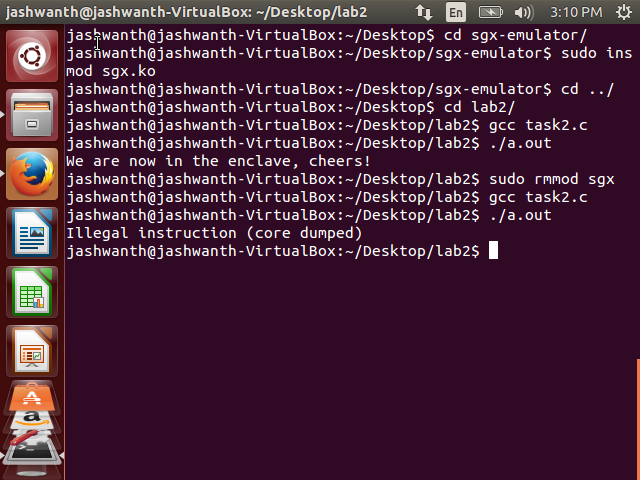 jashwanth@jashwanth-VirtualBox: ~/Desktop/lab2
En
3:10 PM
jashwanth@jashwanth-VirtualBox:~/Desktop$ cd sgx-emulator/
jashwanth@jashwanth-VirtualBox:~/Desktop/sgx-emulator$ sudo ins
mod sgx.ko
jashwanth@jashwanth-VirtualBox:~/Desktop/sgx-emulator$ cd ../
jashwanth@jashwanth-VirtualBox:~/Desktop$ cd lab2/
jashwanth@jashwanth-VirtualBox:~/Desktop/lab2$ gcc task2.c
jashwanth@jashwanth-VirtualBox:~/Desktop/lab2$ ./a.out
We are now in the enclave, cheers!
jashwanth@jashwanth-VirtualBox:~/Desktop/lab2$ sudo rmmod sgx
jashwanth@jashwanth-VirtualBox:~/Desktop/lab2$ gcc task2.c
jashwanth@jashwanth-VirtualBox:~/Desktop/lab2$ ./a.out
Illegal instruction (core dumped)
jashwanth@jashwanth-VirtualBox:~/Desktop/lab2$